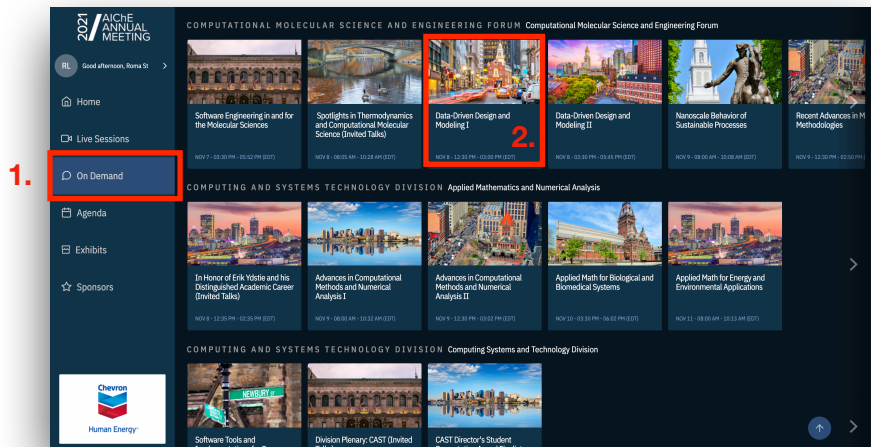 2021 AIChE
ANNUAL
MEETING
RL Good afternoon, Roma St
Home
Live Sessions
1.
On Demand
Agenda
Exhibits
Sponsors
Chevron
Human Energy
COMPUTATIONAL MOLECULAR SCIENCE AND ENGINEERING FORUM Computational Molecular Science and Engineering Forum
Software Engineering in and for
the Molecular Sciences
NOV 7 - 03:30 PM - 05:52 PM (EDT)
Spotlights in Thermodynamics
and Computational Molecular
Science (Invited Talks)
NOV 8 - 08:05 AM - 10:28 AM (EDT)
Data-Driven Design and
Modeling I
2.
NOV 8 - 12:30 PM - 03:00 PM (EDT)
Data-Driven Design and
Modeling II
NOV 8 - 03:30 PM - 05:45 PM (EDT)
Nanoscale Behavior of
Sustainable Processes
NOV 9 - 08:00 AM - 10:08 AM (EDT)
Recent Advances in M
Methodologies
NOV 9 - 12:30 PM - 02:50 PM
COMPUTING AND SYSTEMS TECHNOLOGY DIVISION Applied Mathematics and Numerical Analysis
In Honor of Erik Ydstie and his
Distinguished Academic Career
(Invited Talks)
NOV 8 - 12:35 PM - 02:35 PM (EDT)
Advances in Computational
Methods and Numerical
Analysis I
NOV 9 - 08:00 AM - 10:32 AM (EDT)
Advances in Computational
Methods and Numerical
Analysis II
NOV 9 - 12:30 PM - 03:02 PM (EDT)
Applied Math for Biological and
Biomedical Systems
NOV 10 - 03:30 PM - 06:02 PM (EDT)
Applied Math for Energy and
Environmental Applications
NOV 11 - 08:00 AM - 10:13 AM (EDT)
COMPUTING AND SYSTEMS TECHNOLOGY DIVISION Computing Systems and Technology Division
NEWBURY ST
Software Tools and
Division Plenary: CAST (Invited
CAST Director's Student